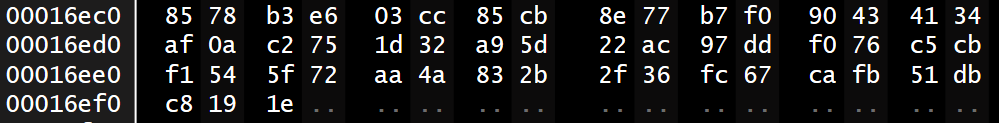 00016ec0 85 78 b3 e6 03 cc 85 cb 8e 77 b7 f0 90 43 41 34
00016ed0 af 0a c2 75 1d 32 a9 5d 22 ac 97 dd f0 76 c5 cb
00016ee0 f1 54 5f 72 aa 4a 83 2b 2f 36 fc 67 ca fb 51 db
00016ef0 c8 19 1e .. .. .. .. .. .. .. .. .. .. .. .. ..